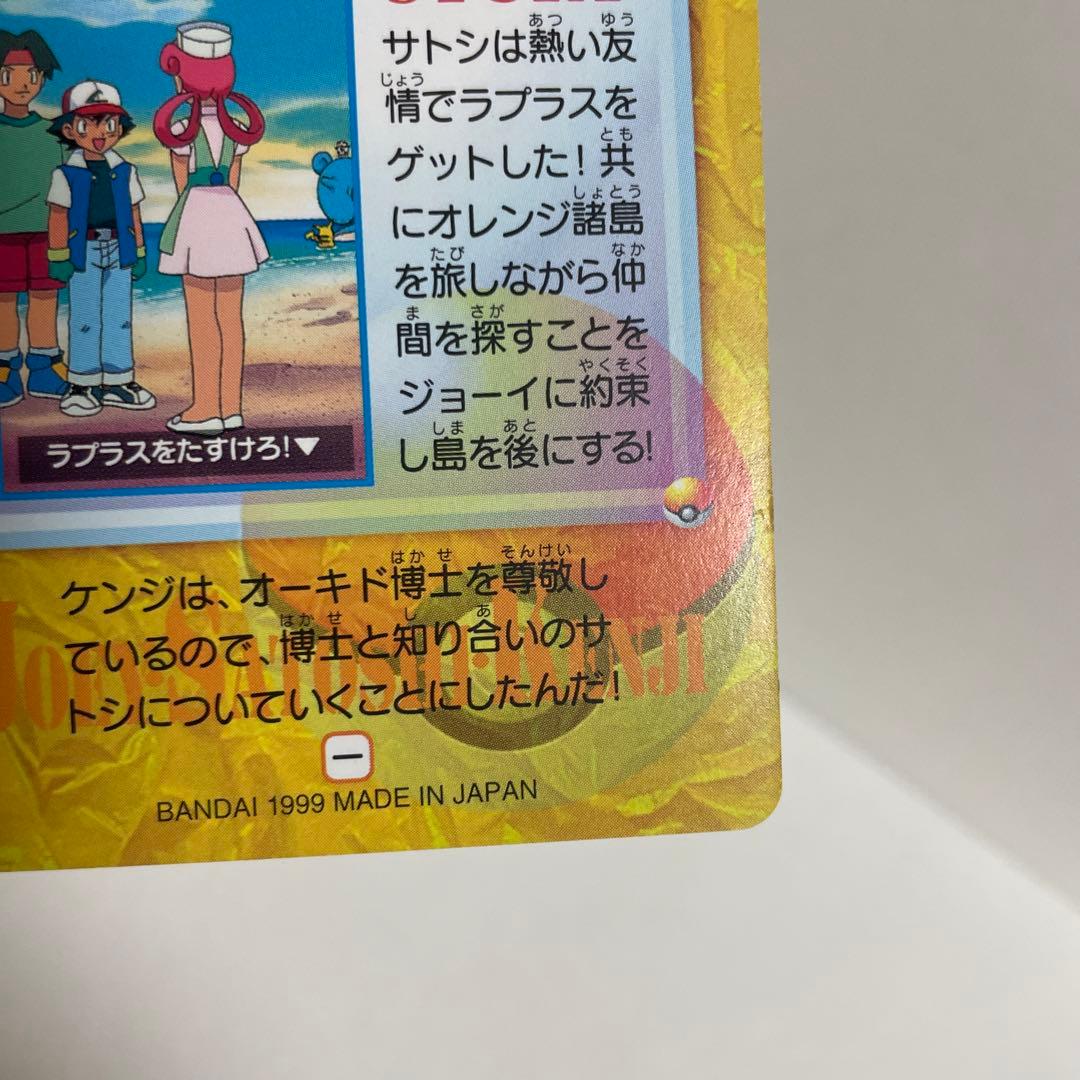 サトシは熱い友
情でラプラスを
ゲットした！共
にオレンジ諸島
を旅しながら仲
間を探すことを
ジョーイに約束
し島を後にする！
ラプラスをたすけろ！▼
ケンジは、オーキド博士を尊敬し
ているので、博士と知り合いのサ
トシについていくことにしたんだ！
JOEY・SATOSHI・KENJI
ー
BANDAI 1999 MADE IN JAPAN